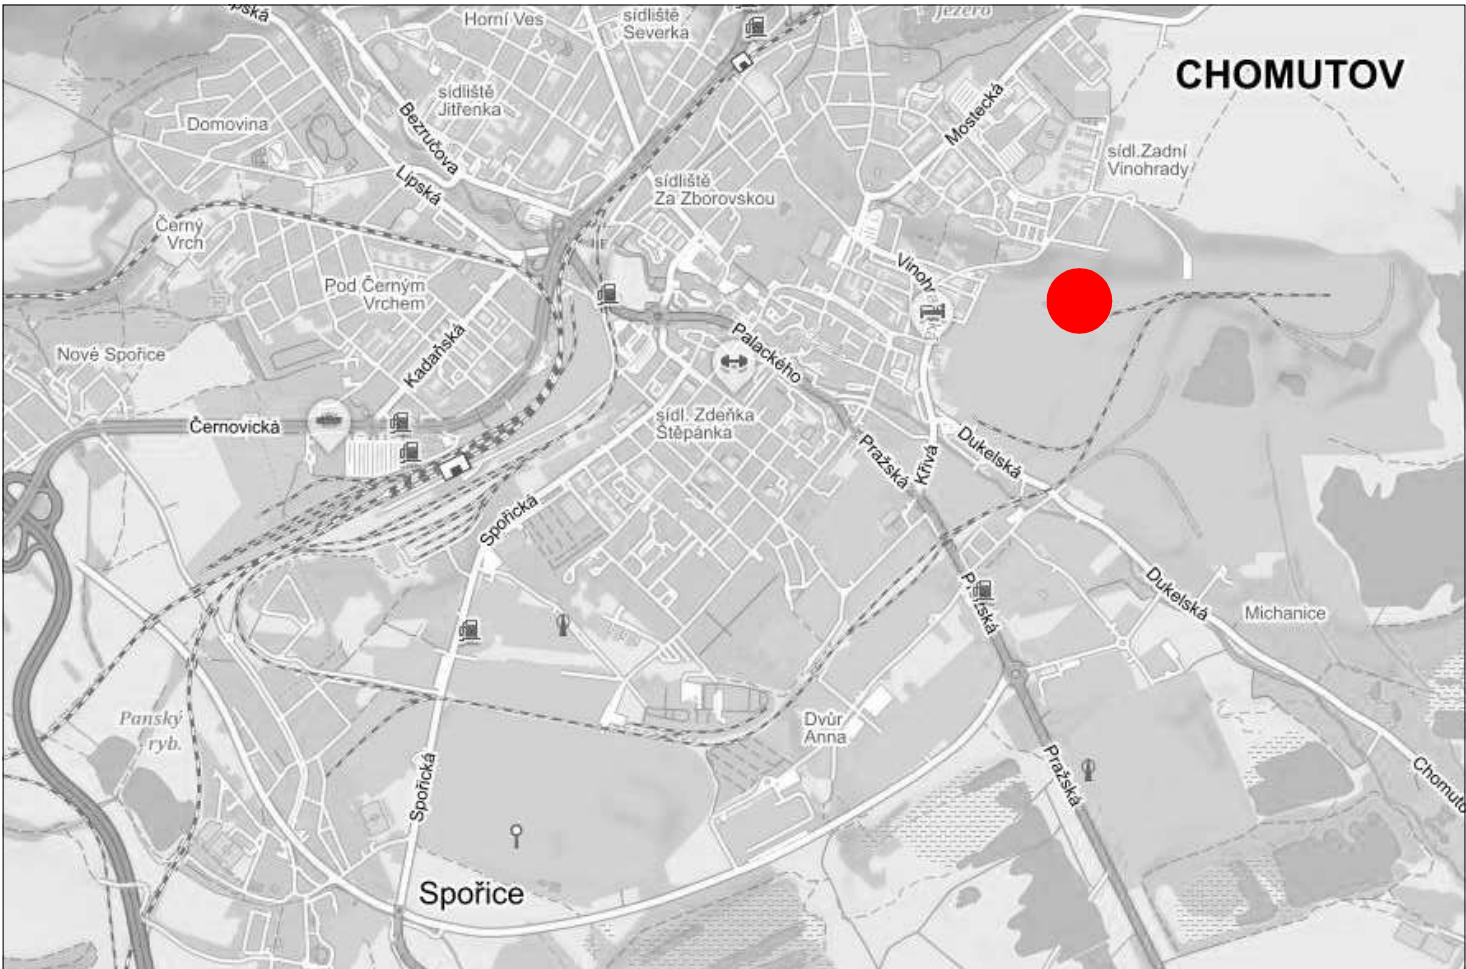 Lipská
Horní Ves
sídliště
Severka
Jezero
CHOMUTOV
sídliště
Jitřenka
Mostecká
Domovina
Bezručova
sídl.Zadní
Vinohrady
Lipská
sídliště
Za Zborovskou
Černý
Vrch
Pod Černým
Vrchem
Palackého
Kadaňská
Nové Spořice
sídl. Zdeňka
Štěpánka
Černovická
Dukelská
Křivá
Pražská
Spořická
Pražská
Dukelská
Michanice
Panský
ryb.
Dvůr
Anna
Pražská
Spořická
Spořice